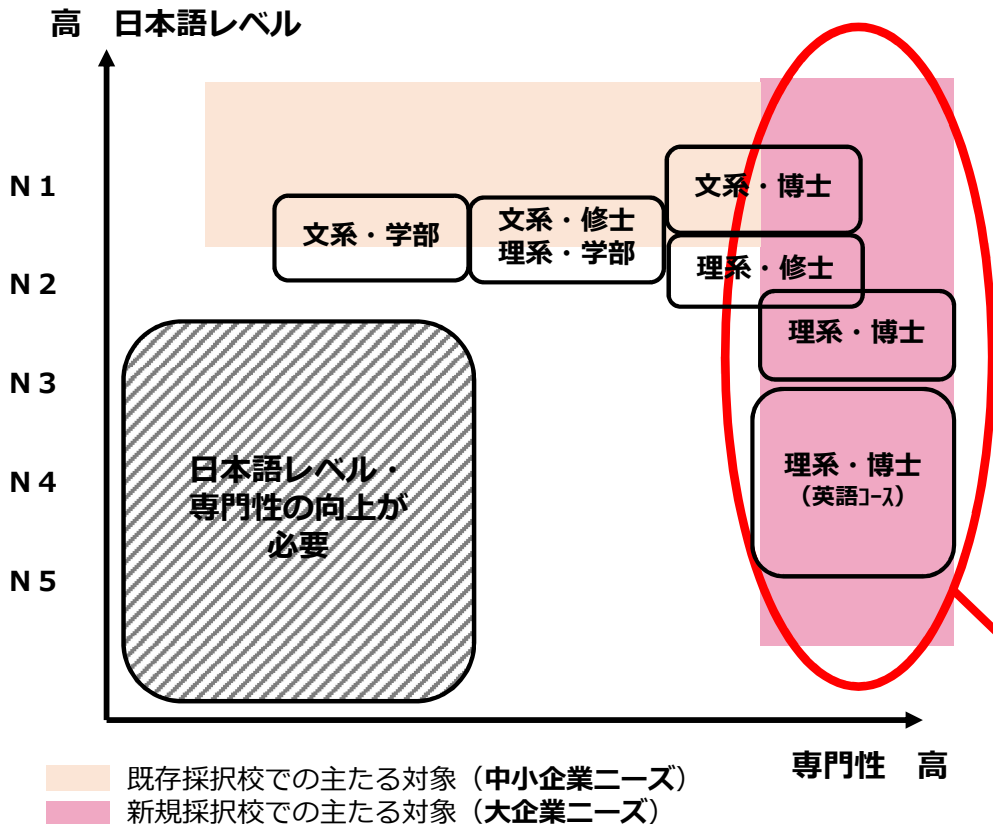 高　日本語レベル
Ｎ１
Ｎ２
Ｎ３
Ｎ４
Ｎ５
文系・学部
文系・修士
理系・学部
文系・博士
理系・修士
理系・博士
理系・博士
（英語ｺｰｽ）
日本語レベル・
専門性の向上が
必要
専門性　高
既存採択校での主たる対象（中小企業ニーズ）
新規採択校での主たる対象（大企業ニーズ）